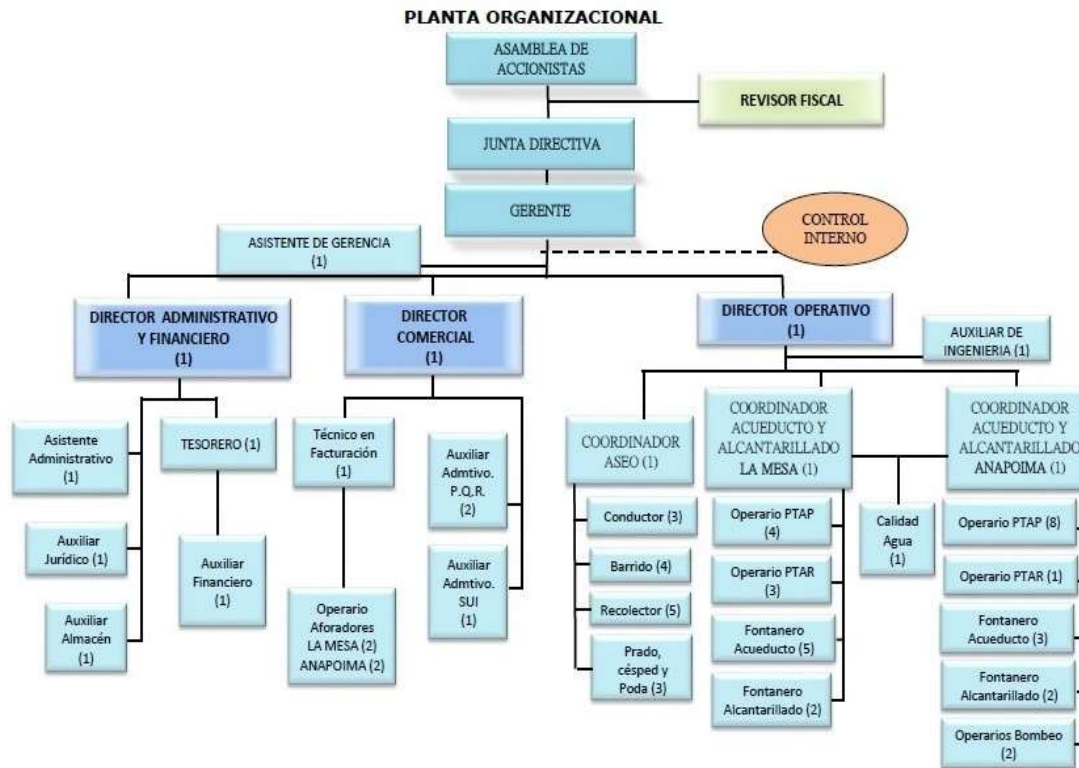 PLANTA ORGANIZACIONAL
ASAMBLEA DE
ACCIONISTAS
REVISOR FISCAL
JUNTA DIRECTIVA
GERENTE
CONTROL
INTERNO
ASISTENTE DE GERENCIA
(1)
DIRECTOR ADMINISTRATIVO
Y FINANCIERO
(1)
DIRECTOR
COMERCIAL
(1)
DIRECTOR OPERATIVO
(1)
AUXILIAR DE
INGENIERIA (1)
Asistente
Administrativo
(1)
TESORERO (1)
Auxiliar
Jurídico (1)
Auxiliar
Financiero
(1)
Auxiliar
Almacén
(1)
Técnico en
Facturación
(1)
Auxiliar
Admtivo.
P.Q.R.
(2)
Auxiliar
Admtivo.
SUI
(1)
Operario
Aforadores
LA MESA (2)
ANAPOIMA (2)
COORDINADOR
ASEO (1)
COORDINADOR
ACUEDUCTO Y
ALCANTARILLADO
LA MESA (1)
COORDINADOR
ACUEDUCTO Y
ALCANTARILLADO
ANAPOIMA (1)
Conductor (3)
Barrido (4)
Recolector (5)
Prado,
césped y
Poda (3)
Operario PTAP
(4)
Operario PTAR
(3)
Fontanero
Acueducto (5)
Fontanero
Alcantarillado (2)
Calidad
Agua
(1)
Operario PTAP (8)
Operario PTAR (1)
Fontanero
Acueducto (3)
Fontanero
Alcantarillado (2)
Operarios Bombeo
(2)